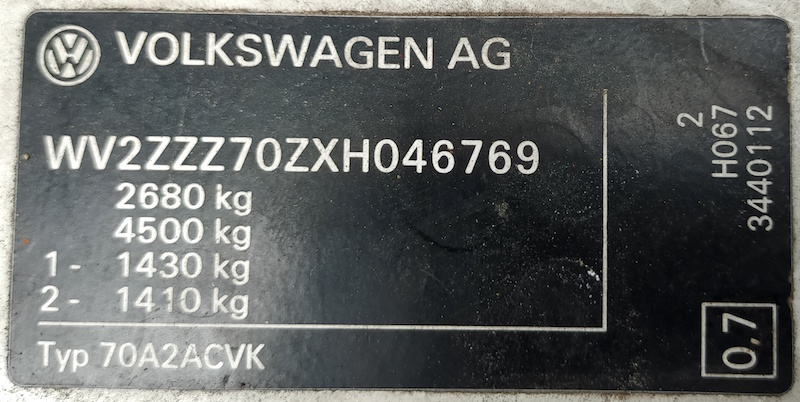 VOLKSWAGEN AG
WV2ZZZ70ZXH046769
2680 kg
4500 kg
1 - 1430 kg
2 - 1410 kg
Typ 70A2ACVK
2
H067
3440112
0,7